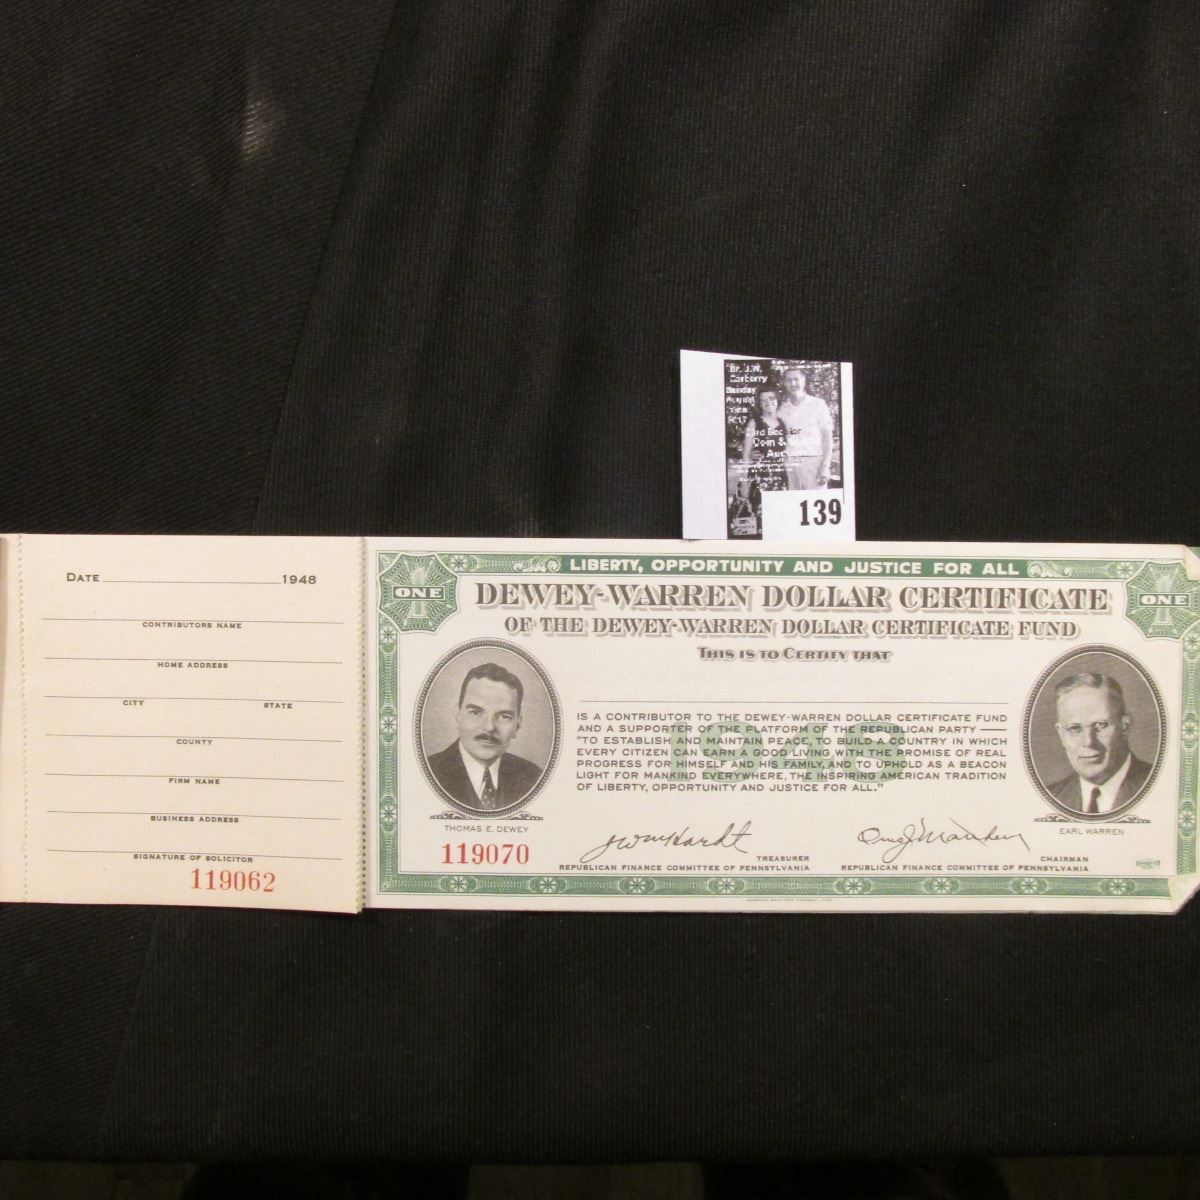 Dr. J.W.
Carberry
Sunday
139
DATE 1948
CONTRIBUTORS NAME
HOME ADDRESS
CITY STATE
COUNTY
FIRM NAME
BUSINESS ADDRESS
SIGNATURE OF SOLICITOR
119062
LIBERTY, OPPORTUNITY AND JUSTICE FOR ALL
ONE
1
ONE
1
DEWEY-WARREN DOLLAR CERTIFICATE
OF THE DEWEY-WARREN DOLLAR CERTIFICATE FUND
THIS IS TO CERTIFY THAT
1948
IS A CONTRIBUTOR TO THE DEWEY-WARREN DOLLAR CERTIFICATE FUND
AND A SUPPORTER OF THE PLATFORM OF THE REPUBLICAN PARTY —
"TO ESTABLISH AND MAINTAIN PEACE, TO BUILD A COUNTRY IN WHICH
EVERY CITIZEN CAN EARN A GOOD LIVING WITH THE PROMISE OF REAL
PROGRESS FOR HIMSELF AND HIS FAMILY, AND TO UPHOLD AS A BEACON
LIGHT FOR MANKIND EVERYWHERE, THE INSPIRING AMERICAN TRADITION
OF LIBERTY, OPPORTUNITY AND JUSTICE FOR ALL."
THOMAS E. DEWEY
119070
EARL WARREN
TREASURER
REPUBLICAN FINANCE COMMITTEE OF PENNSYLVANIA
CHAIRMAN
REPUBLICAN FINANCE COMMITTEE OF PENNSYLVANIA